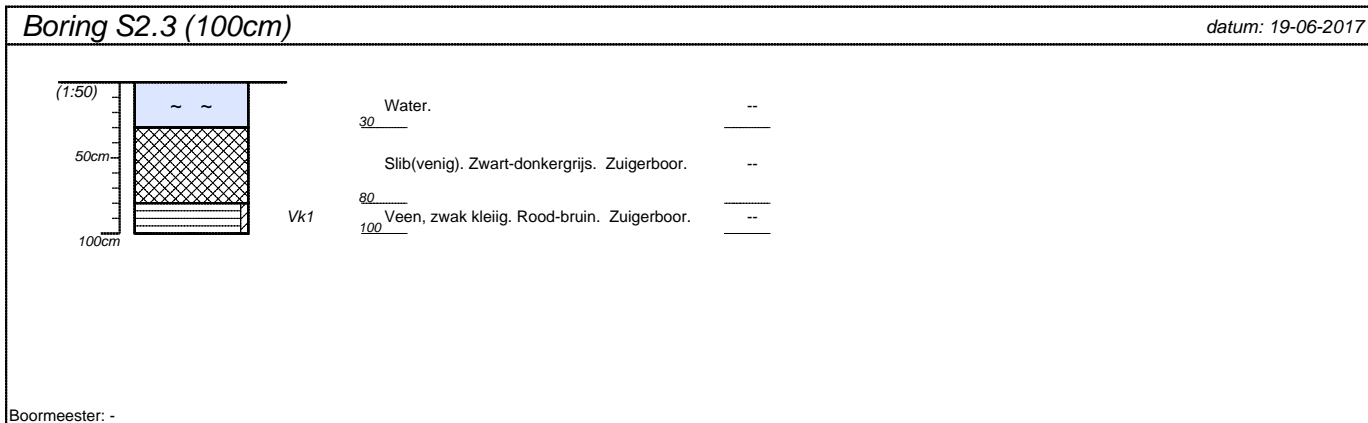 Boring S2.3 (100cm) datum: 19-06-2017
(1:50)
~ ~ Water. --
30
50cm Slib(venig). Zwart-donkergrijs. Zuigerboor. --
80
Vk1 Veen, zwak kleiig. Rood-bruin. Zuigerboor. --
100
100cm
Boormeester: -